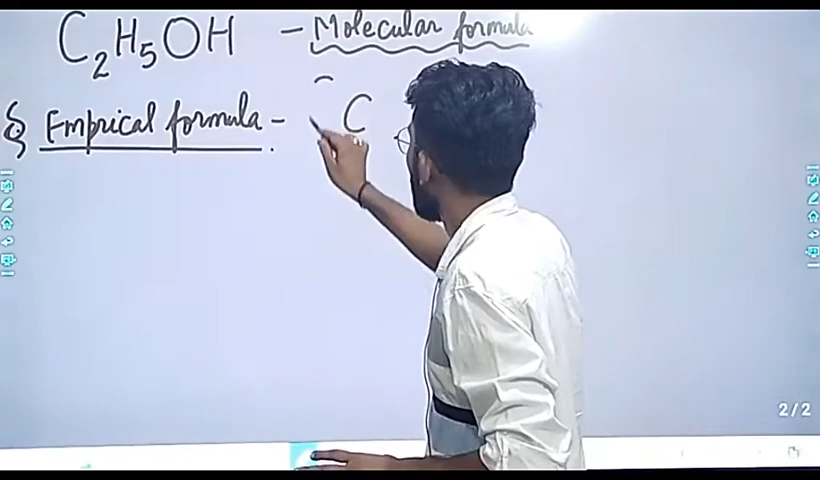 C₂H₅OH - Molecular formula
Q Emprical formula - C
2/2